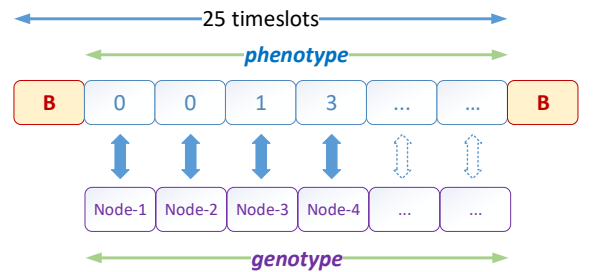 25 timeslots
phenotype
B 0 0 1 3 ... ... B
Node-1 Node-2 Node-3 Node-4 ... ...
genotype